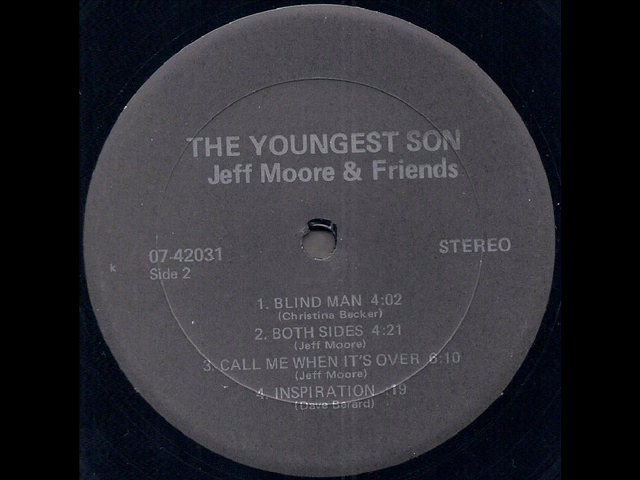 THE YOUNGEST SON
Jeff Moore & Friends
07-42031
STEREO
Side 2
k
1. BLIND MAN 4:02
(Christina Becker)
2. BOTH SIDES 4:21
(Jeff Moore)
3. CALL ME WHEN IT'S OVER 6:10
(Jeff Moore)
4. INSPIRATION :19
(Dave Berard)